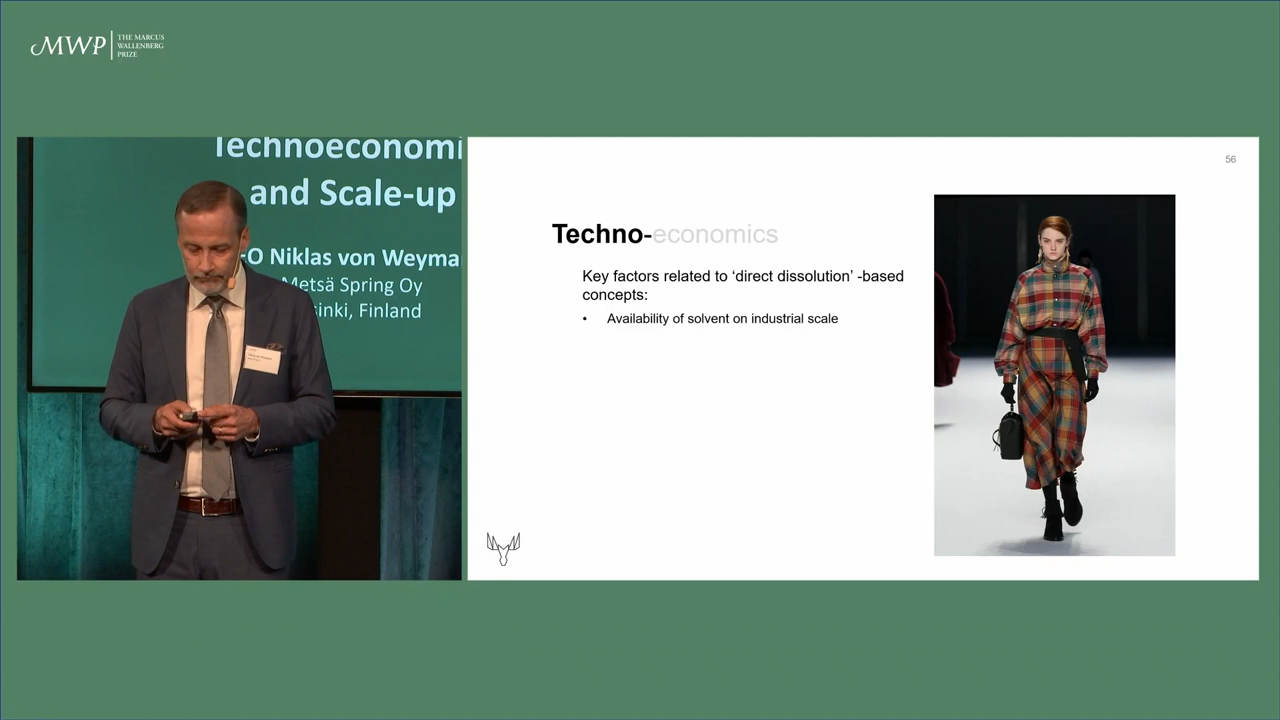 MWP
THE MARCUS
WALLENBERG
PRIZE
Technoeconomi
and Scale-up
-O Niklas von Weyma
Metsä Spring Oy
sinki, Finland
56
Techno-economics
Key factors related to ‘direct dissolution’ -based
concepts:
• Availability of solvent on industrial scale